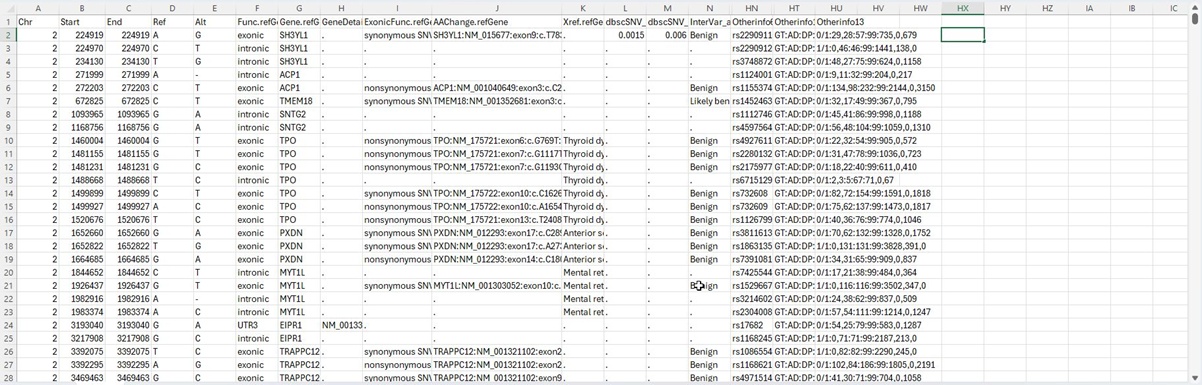 A B C D E F G H I J K L M N HS HT HU HV HW HX HY HZ IA IB IC
1 Chr Start End Ref Alt Func.refG Gene.refG GeneDetai ExonicFunc.refGe AAChange.refGene Xref.refGe dbscSNV_ dbscSNV_ InterVar_a Otherinfo Otherinfo: Otherinfo13
2 2 224919 224919 A G exonic SH3YL1 . synonymous SN\ SH3YL1:NM_015677:exon9:c.T78: . 0.0015 0.006 Benign rs2290911 GT:AD:DP: 0/1:29,28:57:99:735,0,679
3 2 224970 224970 C T intronic SH3YL1 . . . . . . . rs2290912 GT:AD:DP: 1/1:0,46:46:99:1441,138,0
4 2 234130 234130 T G intronic SH3YL1 . . . . . . . rs3748872 GT:AD:DP: 0/1:48,27:75:99:624,0,1158
5 2 271999 271999 A - intronic ACP1 . . . . . . . rs1124001 GT:AD:DP: 0/1:9,11:32:99:204,0,217
6 2 272203 272203 C T exonic ACP1 . nonsynonymous ACP1:NM_001040649:exon3:c.C2 . . . Benign rs1155374 GT:AD:DP: 0/1:134,98:232:99:2144,0,3150
7 2 672825 672825 C T exonic TMEM18 . synonymous SN\ TMEM18:NM_001352681:exon3:c. . . . Likely ben rs1452463 GT:AD:DP: 0/1:32,17:49:99:367,0,795
8 2 1093965 1093965 G A intronic SNTG2 . . . . . . . rs1112746 GT:AD:DP: 0/1:45,41:86:99:998,0,1188
9 2 1168756 1168756 G A intronic SNTG2 . . . . . . . rs4597564 GT:AD:DP: 0/1:56,48:104:99:1059,0,1310
10 2 1460004 1460004 G T exonic TPO . nonsynonymous TPO:NM_175721:exon6:c.G769T: Thyroid dy . . Benign rs4927611 GT:AD:DP: 0/1:22,32:54:99:905,0,572
11 2 1481155 1481155 G T exonic TPO . nonsynonymous TPO:NM_175721:exon7:c.G1117 Thyroid dy . . Benign rs2280132 GT:AD:DP: 0/1:31,47:78:99:1036,0,723
12 2 1481231 1481231 G C exonic TPO . nonsynonymous TPO:NM_175721:exon7:c.G1193 Thyroid dy . . Benign rs2175977 GT:AD:DP: 0/1:18,22:40:99:611,0,410
13 2 1488668 1488668 T C intronic TPO . . . Thyroid dy . . . rs6715129 GT:AD:DP: 0/1:2,3:5:67:71,0,67
14 2 1499899 1499899 C T exonic TPO . synonymous SN\ TPO:NM_175722:exon10:c.C162 Thyroid dy . . Benign rs732608 GT:AD:DP: 0/1:82,72:154:99:1591,0,1818
15 2 1499927 1499927 A C exonic TPO . nonsynonymous TPO:NM_175722:exon10:c.A1654 Thyroid dy . . Benign rs732609 GT:AD:DP: 0/1:75,62:137:99:1473,0,1817
16 2 1520676 1520676 T C exonic TPO . nonsynonymous TPO:NM_175721:exon13:c.T2408 Thyroid dy . . Benign rs1126799 GT:AD:DP: 0/1:40,36:76:99:774,0,1046
17 2 1652660 1652660 G A exonic PXDN . synonymous SN\ PXDN:NM_012293:exon17:c.C28 Anterior s . . Benign rs3811613 GT:AD:DP: 0/1:70,62:132:99:1328,0,1752
18 2 1652822 1652822 T G exonic PXDN . synonymous SN\ PXDN:NM_012293:exon17:c.A27 Anterior s . . Benign rs1863135 GT:AD:DP: 1/1:0,131:131:99:3828,391,0
19 2 1664685 1664685 A G exonic PXDN . nonsynonymous PXDN:NM_012293:exon14:c.T18 Anterior s . . Benign rs7391081 GT:AD:DP: 0/1:34,31:65:99:909,0,837
20 2 1844652 1844652 C T intronic MYT1L . . . Mental ret . . . rs7425544 GT:AD:DP: 0/1:17,21:38:99:484,0,364
21 2 1926437 1926437 G T exonic MYT1L . synonymous SN\ MYT1L:NM_001303052:exon10:c. Mental ret . . Benign rs1529667 GT:AD:DP: 1/1:0,116:116:99:3502,347,0
22 2 1982916 1982916 A - intronic MYT1L . . . Mental ret . . . rs3214602 GT:AD:DP: 0/1:24,38:62:99:837,0,509
23 2 1983374 1983374 A C intronic MYT1L . . . Mental ret . . . rs2304008 GT:AD:DP: 0/1:57,54:111:99:1214,0,1247
24 2 3193040 3193040 G A UTR3 EIPR1 NM_00133 . . . . . . rs17682 GT:AD:DP: 0/1:54,25:79:99:583,0,1287
25 2 3217908 3217908 G C intronic EIPR1 . . . . . . . rs1168245 GT:AD:DP: 1/1:0,71:71:99:2187,213,0
26 2 3392075 3392075 T C exonic TRAPPC12 . synonymous SN\ TRAPPC12:NM_001321102:exon2 . . . Benign rs1086554 GT:AD:DP: 1/1:0,82:82:99:2290,245,0
27 2 3392295 3392295 A G exonic TRAPPC12 . nonsynonymous TRAPPC12:NM_001321102:exon2 . . . Benign rs1168621 GT:AD:DP: 0/1:102,84:186:99:1805,0,2191
28 2 3469463 3469463 G C exonic TRAPPC12 . synonymous SN\ TRAPPC12:NM_001321102:exon9 . . . Benign rs4971514 GT:AD:DP: 0/1:41,30:71:99:704,0,1058